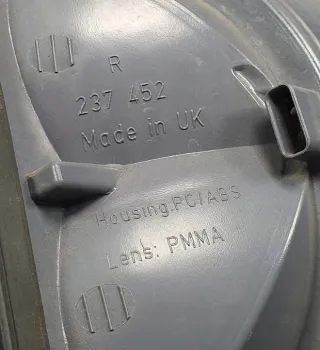 R
237 452
Made in UK
Housing:PC/ABS
Lens: PMMA